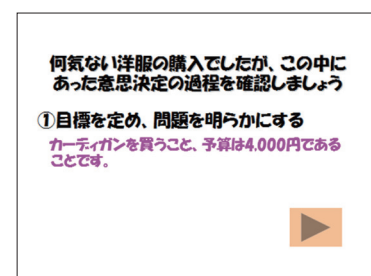 何気ない洋服の購入でしたが、この中に
あった意思決定の過程を確認しましょう
①目標を定め、問題を明らかにする
カーディガンを買うこと、予算は4,000円である
ことです。